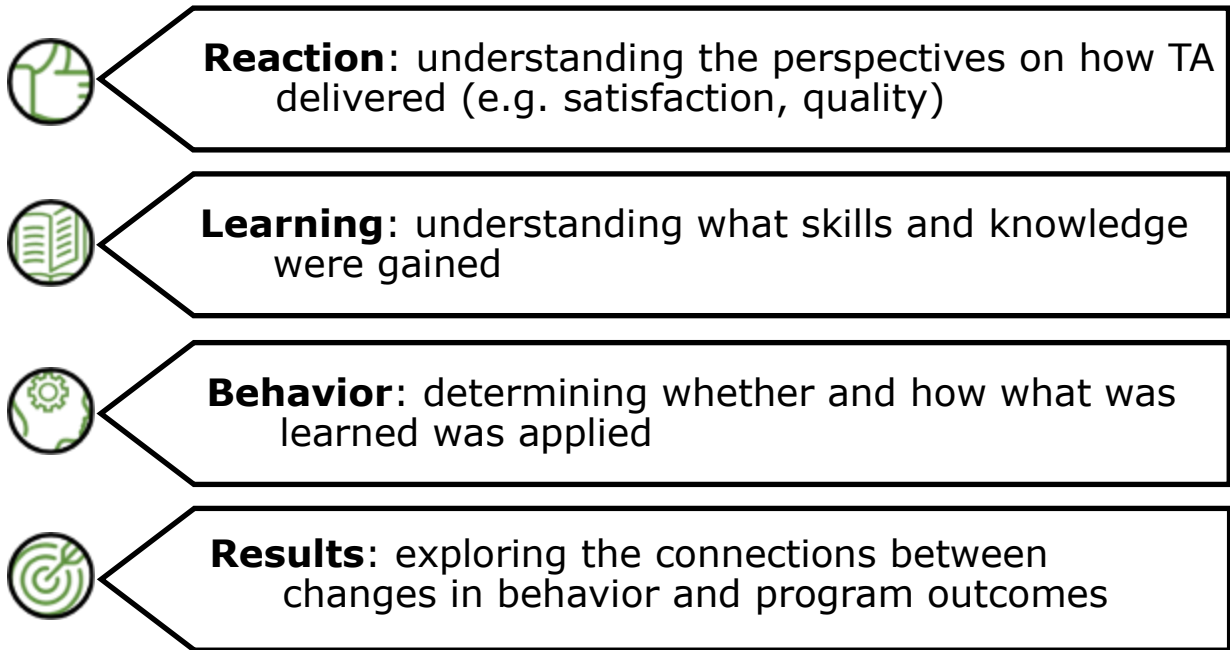 Reaction: understanding the perspectives on how TA
delivered (e.g. satisfaction, quality)
Learning: understanding what skills and knowledge
were gained
Behavior: determining whether and how what was
learned was applied
Results: exploring the connections between
changes in behavior and program outcomes